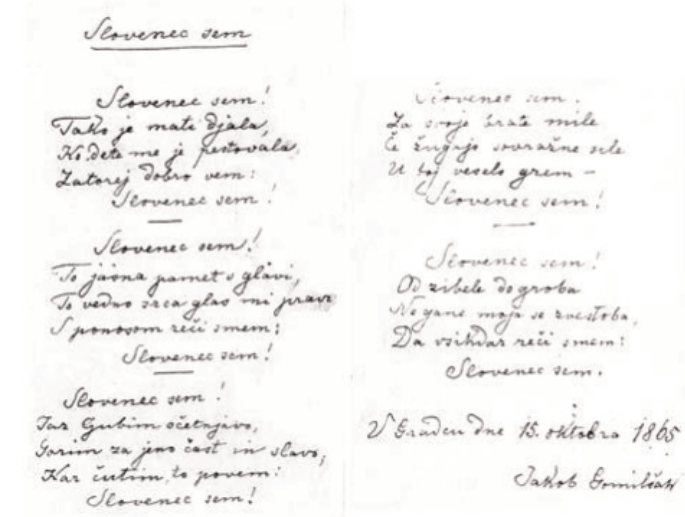 Slovenec sem
Slovenec sem!
Tako je mati djala,
Ko dete me je pestovala,
Zatorej dobro vem:
Slovenec sem!
Slovenec sem!
To jasna pamet v glavi,
To vedno srca glas mi pravi
S ponosom reči smem:
Slovenec sem!
Slovenec sem!
Jaz ljubim očetnjavo,
Gorim za jeno čast in slavo,
Kar čutim, to povem:
Slovenec sem!
Slovenec sem!
Za svoje brate mile
Če žugajo sovražne sile
V boj veselo grem –
Slovenec sem!
Slovenec sem!
Od zibele do groba
Ne gane moja se zvestoba,
Da vsikdar reči smem:
Slovenec sem.
V Gradcu dne 15. oktobra 1865
Jakob Gomilšak